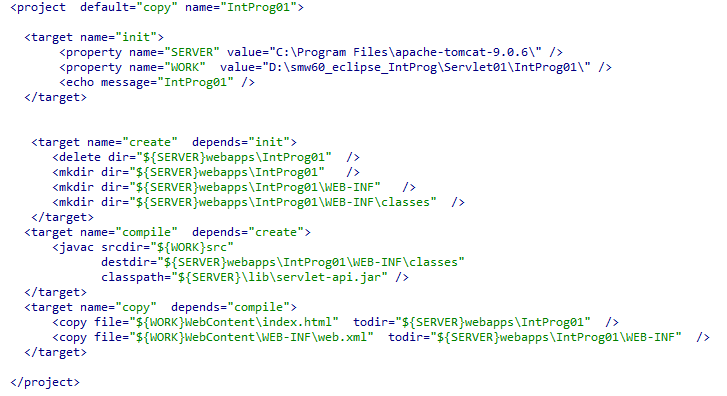 <project  default="copy" name="IntProg01">
<target name="init">
<property name="SERVER" value="C:\Program Files\apache-tomcat-9.0.6\" />
<property name="WORK"  value="D:\smw60_eclipse_IntProg\Servlet01\IntProg01\" />
<echo message="IntProg01" />
</target>
<target name="create"  depends="init">
<delete dir="${SERVER}webapps\IntProg01"  />
<mkdir dir="${SERVER}webapps\IntProg01"   />
<mkdir dir="${SERVER}webapps\IntProg01\WEB-INF"   />
<mkdir dir="${SERVER}webapps\IntProg01\WEB-INF\classes"  />
</target>
<target name="compile"  depends="create">
<javac srcdir="${WORK}src"
destdir="${SERVER}webapps\IntProg01\WEB-INF\classes"
classpath="${SERVER}\lib\servlet-api.jar" />
</target>
<target name="copy"  depends="compile">
<copy file="${WORK}WebContent\index.html"  todir="${SERVER}webapps\IntProg01"  />
<copy file="${WORK}WebContent\WEB-INF\web.xml"  todir="${SERVER}webapps\IntProg01\WEB-INF"  />
</target>
</project>